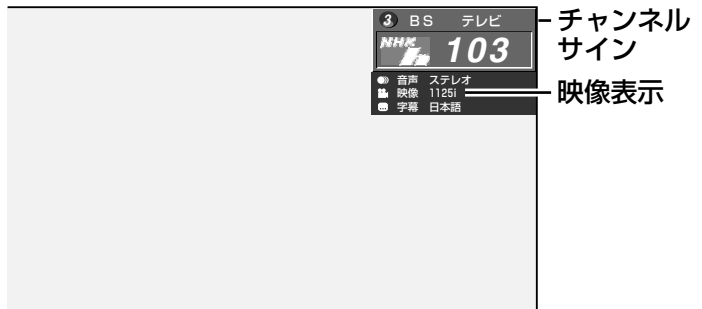 3 BS テレビ
NHK 103
音声 ステレオ
映像 1125i
字幕 日本語
チャンネル
サイン
映像表示